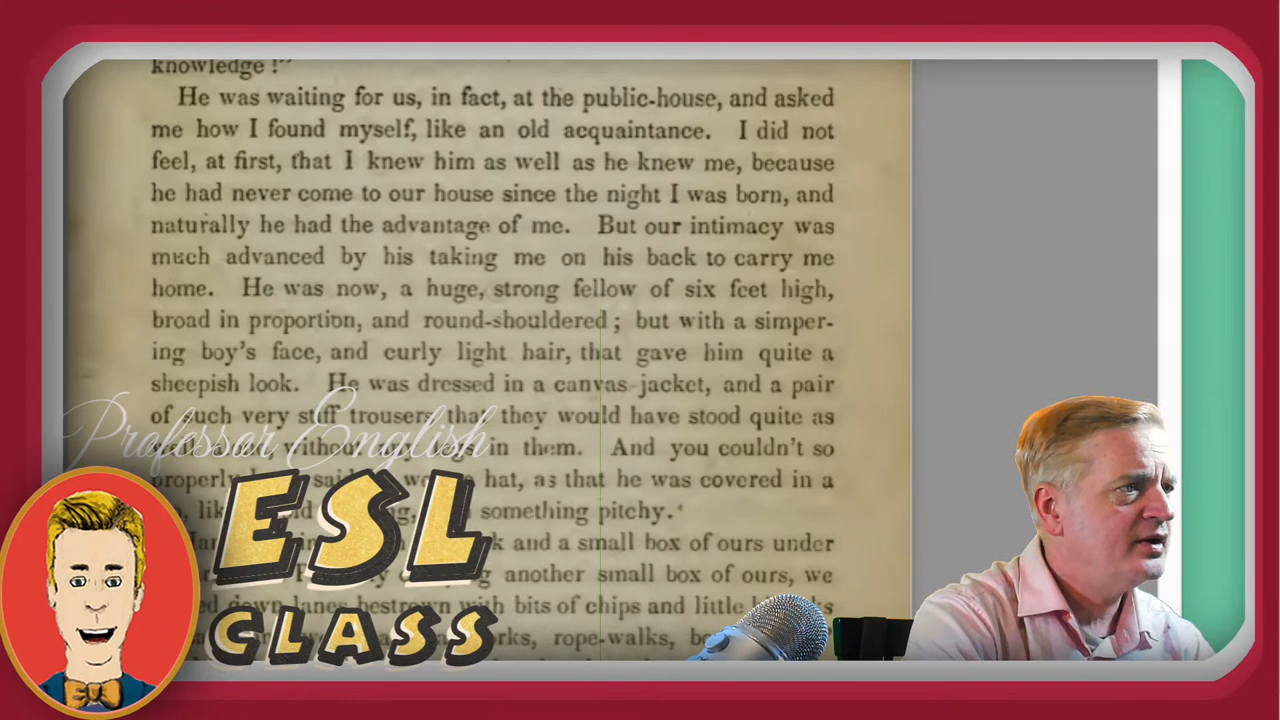 knowledge!"
He was waiting for us, in fact, at the public-house, and asked
me how I found myself, like an old acquaintance. I did not
feel, at first, that I knew him as well as he knew me, because
he had never come to our house since the night I was born, and
naturally he had the advantage of me. But our intimacy was
much advanced by his taking me on his back to carry me
home. He was now, a huge, strong fellow of six feet high,
broad in proportion, and round-shouldered; but with a simper-
ing boy's face, and curly light hair, that gave him quite a
sheepish look. He was dressed in a canvas jacket, and a pair
of such very stiff trousers that they would have stood quite as
in them. And you couldn't so
properly said hat, as that he was covered in a
something pitchy.
and a small box of ours under
another small box of ours, we
down lanes bestrewn with bits of chips and little
rope-walks,
Professor English
ESL
CLASS